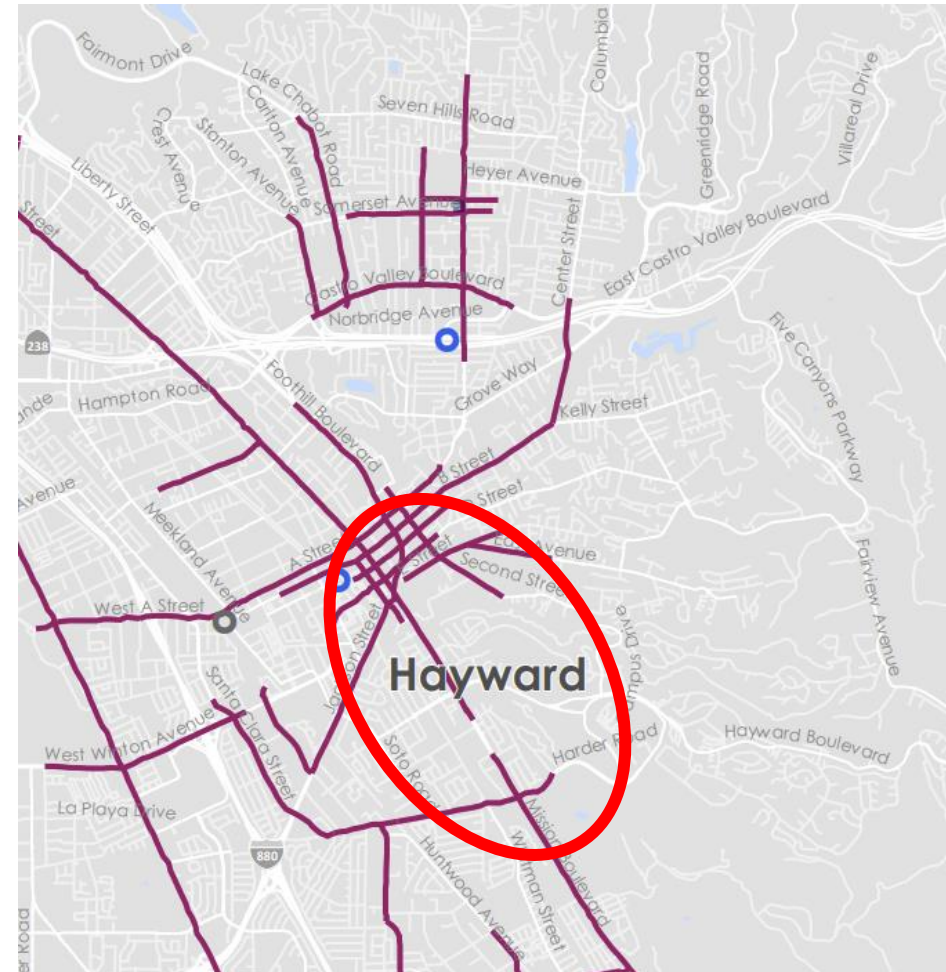 Fairmont Drive
Lake Chabot Road
Carlton Avenue
Columbia
Seven Hills Road
Greenridge Road
Villareal Drive
Crest Avenue
Stanton Avenue
Liberty Street
Heyer Avenue
Street
Somerset Avenue
Center Street
East Castro Valley Boulevard
Castro Valley Boulevard
Norbridge Avenue
238
Five Canyons Parkway
Foothill Boulevard
Grove Way
Hampton Road
Kelly Street
B Street
Street
Avenue
Meekland Avenue
A Street
Street
East Avenue
Second Street
Fairview Avenue
West A Street
Campus Drive
Jackson Street
Hayward
Santa Clara Street
Harder Road
Hayward Boulevard
West Winton Avenue
Soto Road
La Playa Drive
Mission Boulevard
880
Huntwood Avenue
Whitman Street
Road